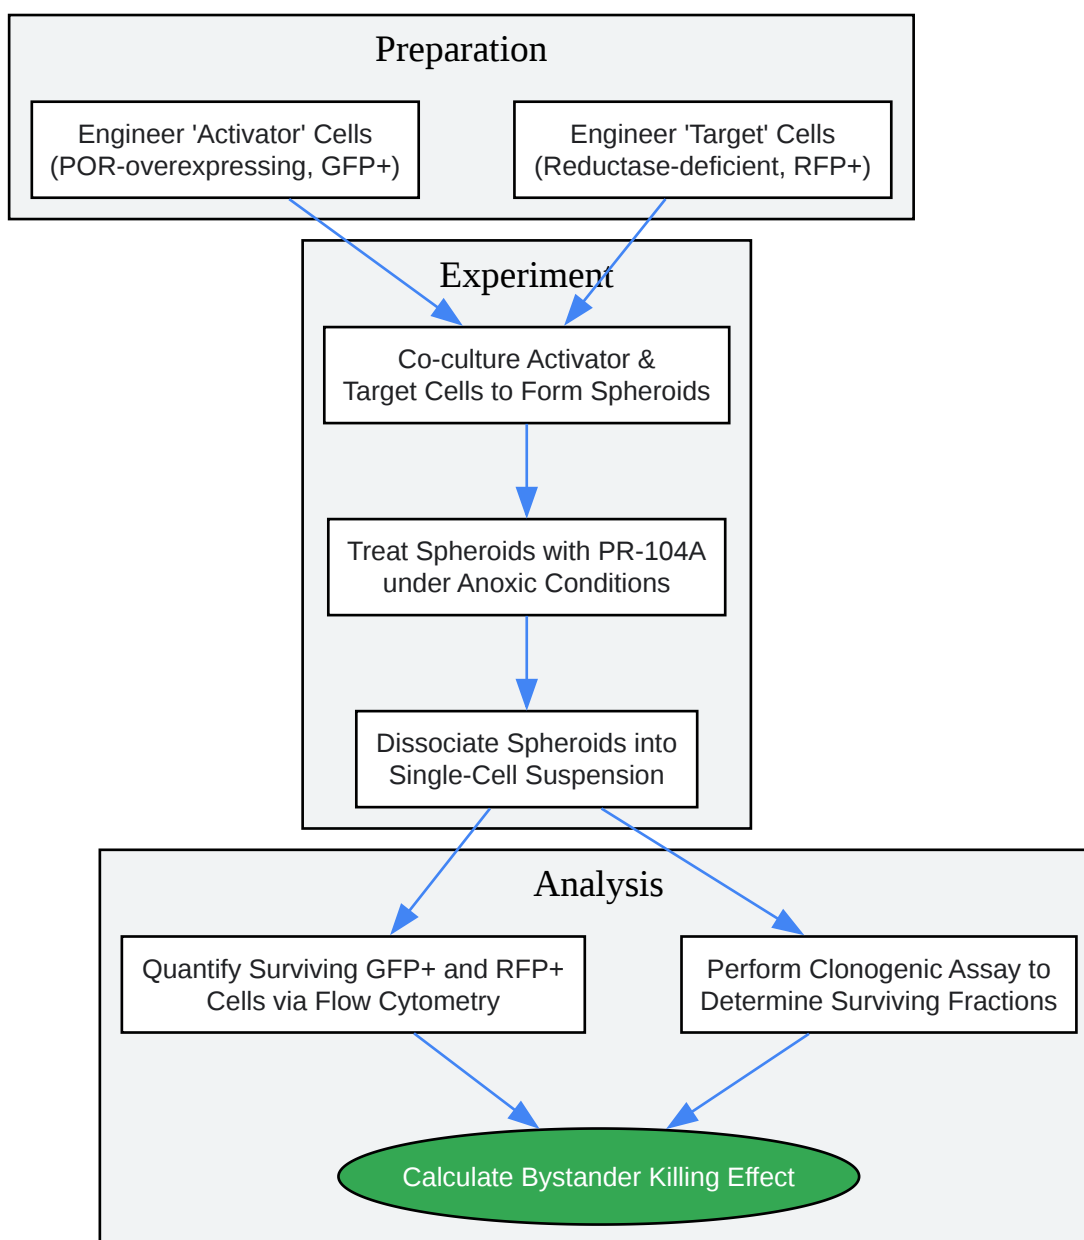 Preparation
Engineer 'Activator' Cells
(POR-overexpressing, GFP+)
Engineer 'Target' Cells
(Reductase-deficient, RFP+)
Experiment
Co-culture Activator &
Target Cells to Form Spheroids
Treat Spheroids with PR-104A
under Anoxic Conditions
Dissociate Spheroids into
Single-Cell Suspension
Analysis
Quantify Surviving GFP+ and RFP+
Cells via Flow Cytometry
Perform Clonogenic Assay to
Determine Surviving Fractions
Calculate Bystander Killing Effect